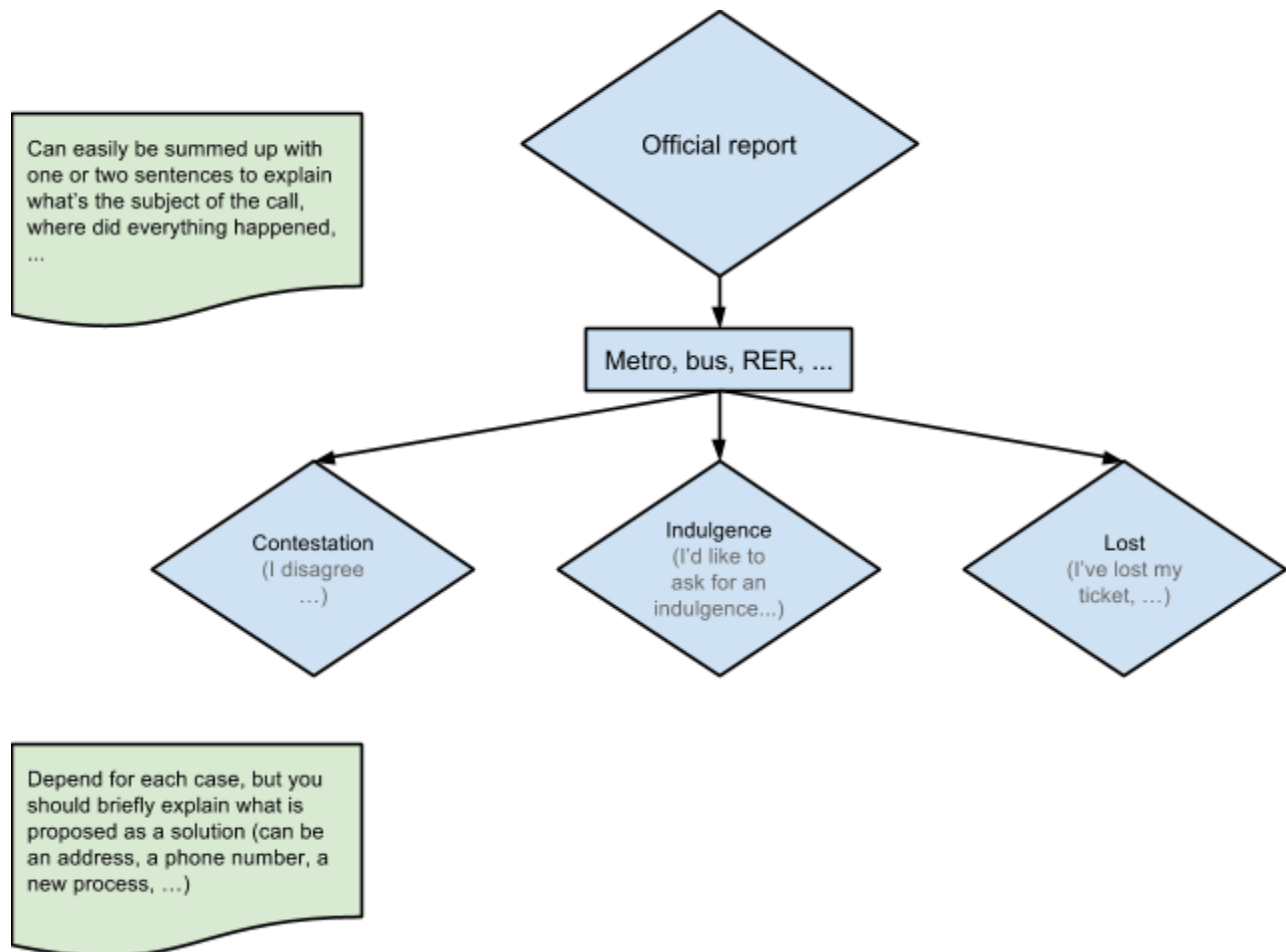 Official report
Can easily be summed up with
one or two sentences to explain
what's the subject of the call,
where did everything happened,
...
Metro, bus, RER, ...
Contestation
(I disagree
…)
Indulgence
(I'd like to
ask for an
indulgence...)
Lost
(I've lost my
ticket, …)
Depend for each case, but you
should briefly explain what is
proposed as a solution (can be
an address, a phone number, a
new process, …)